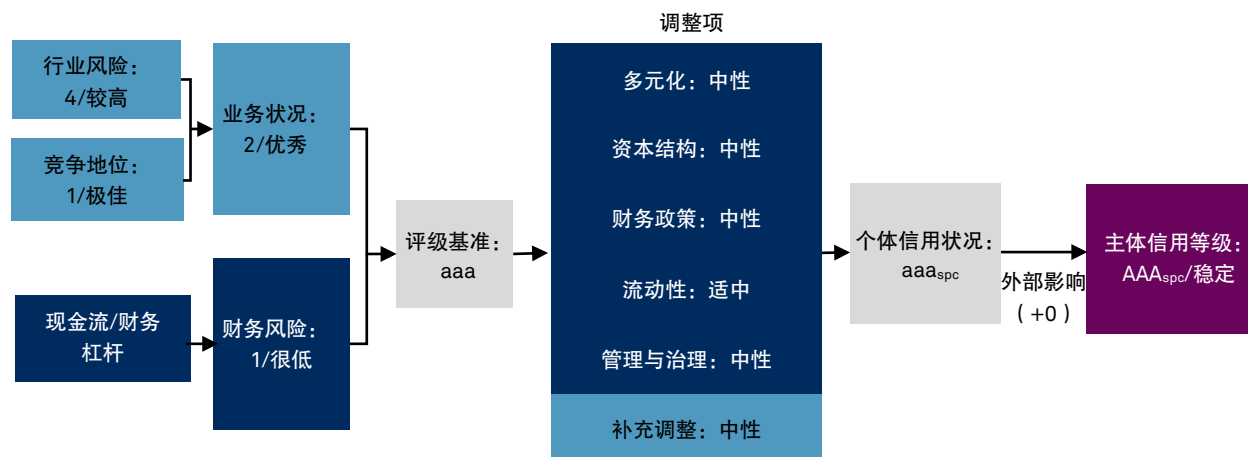 调整项
行业风险：
4/较高
竞争地位：
1/极佳
业务状况：
2/优秀
现金流/财务
杠杆
财务风险：
1/很低
评级基准：
aaa
多元化：中性
资本结构：中性
财务政策：中性
流动性：适中
管理与治理：中性
补充调整：中性
个体信用状况：
aaaspc
外部影响
（+0）
主体信用等级：
AAAspc/稳定